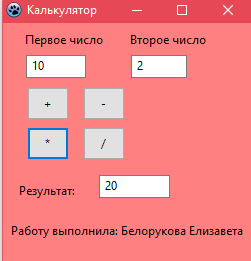 Калькулятор
Первое число Второе число
10 2
+ -
* /
Результат: 20
Работу выполнила: Белорукова Елизавета